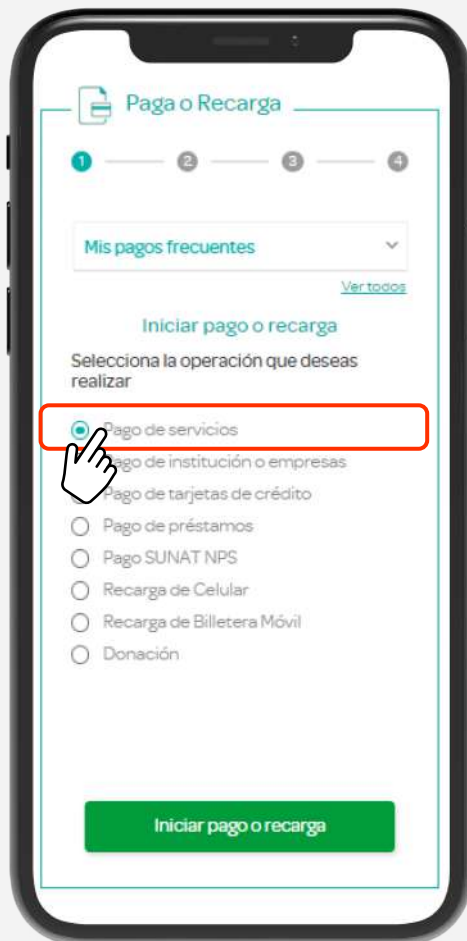 Paga o Recarga
1 2 3 4
Mis pagos frecuentes
Ver todos
Iniciar pago o recarga
Selecciona la operación que deseas
realizar
Pago de servicios
Pago de institución o empresas
Pago de tarjetas de crédito
Pago de préstamos
Pago SUNAT NPS
Recarga de Celular
Recarga de Billetera Móvil
Donación
Iniciar pago o recarga